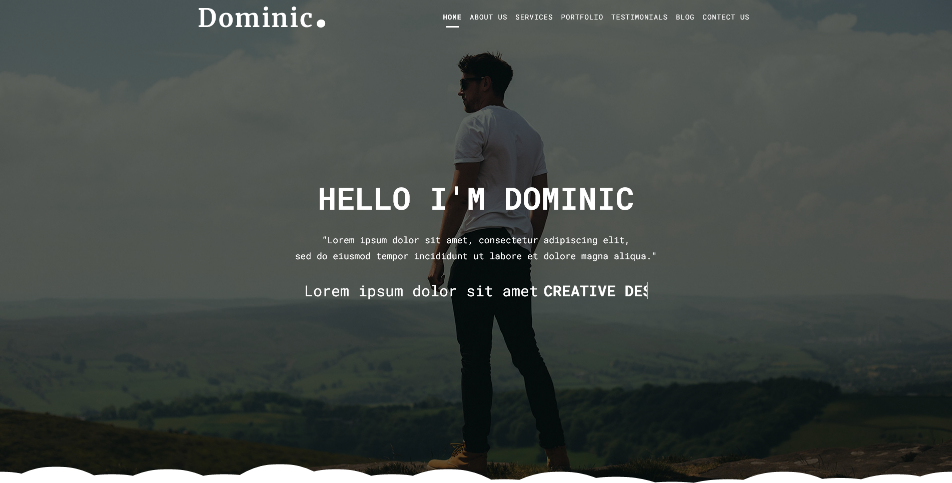 Dominic.
HOME ABOUT US SERVICES PORTFOLIO TESTIMONIALS BLOG CONTACT US
HELLO I'M DOMINIC
"Lorem ipsum dolor sit amet, consectetur adipiscing elit,
sed do eiusmod tempor incididunt ut labore et dolore magna aliqua."
Lorem ipsum dolor sit amet CREATIVE DES